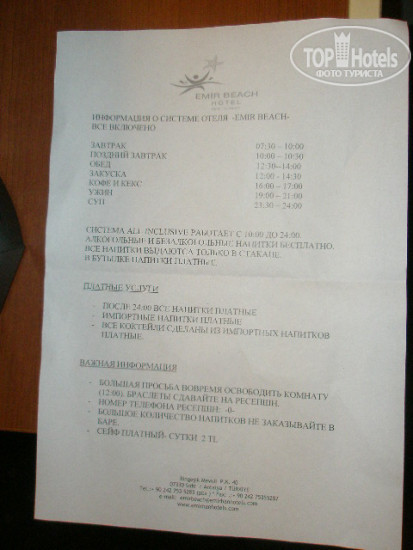 TOP Hotels
ФОТО ТУРИСТА
EMIR BEACH
HOTEL
ИНФОРМАЦИЯ О СИСТЕМЕ ОТЕЛЯ -EMIR BEACH-
ВСЕ ВКЛЮЧЕНО
ЗАВТРАК 07:30 – 10:00
ПОЗДНИЙ ЗАВТРАК 10:00 – 10:30
ОБЕД 12:30–14:00
ЗАКУСКА 12:00 – 14:30
КОФЕ И КЕКС 16:00 – 17:00
УЖИН 19:00 – 21:00
СУП 23:30 – 24:00
СИСТЕМА ALL INCLUSIVE РАБОТАЕТ С 10:00 ДО 24:00.
АЛКОГОЛЬНЫЕ И БЕЗАЛКОГОЛЬНЫЕ НАПИТКИ БЕСПЛАТНО.
ВСЕ НАПИТКИ ВЫДАЮТСЯ ТОЛЬКО В СТАКАНЕ.
В БУТЫЛКЕ НАПИТКИ ПЛАТНЫЕ.
ПЛАТНЫЕ УСЛУГИ
- ПОСЛЕ 24:00 ВСЕ НАПИТКИ ПЛАТНЫЕ
- ИМПОРТНЫЕ НАПИТКИ ПЛАТНЫЕ
- ВСЕ КОКТЕЙЛИ СДЕЛАНЫ ИЗ ИМПОРТНЫХ НАПИТКОВ
ПЛАТНЫЕ.
ВАЖНАЯ ИНФОРМАЦИЯ
- БОЛЬШАЯ ПРОСЬБА ВОВРЕМЯ ОСВОБОДИТЬ КОМНАТУ
(12:00). БРАСЛЕТЫ СДАВАЙТЕ НА РЕСЕПШН.
- НОМЕР ТЕЛЕФОНА РЕСЕПШН: -0-
- БОЛЬШОЕ КОЛИЧЕСТВО НАПИТКОВ НЕ ЗАКАЗЫВАЙТЕ В
БАРЕ.
- СЕЙФ ПЛАТНЫЙ- СУТКИ 2 TL
07330 Side / Antalya / TURKIYE